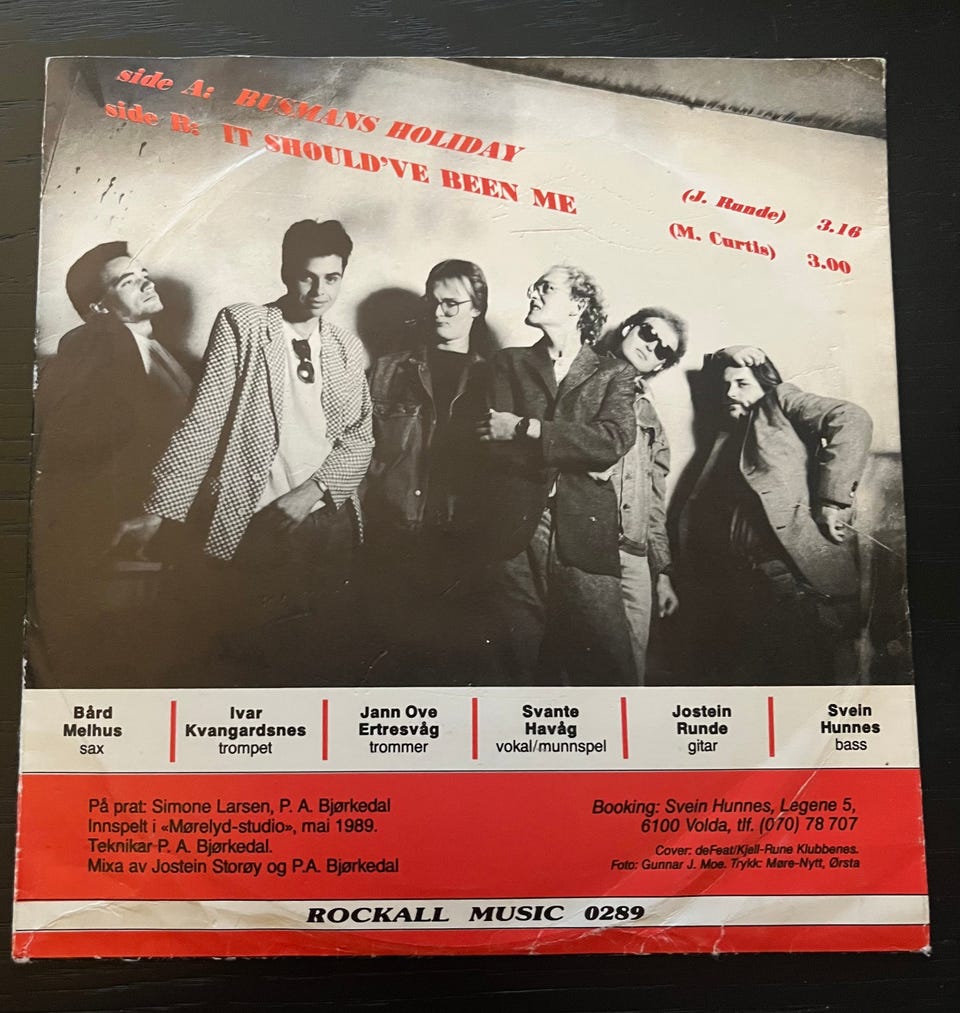 side A: BUSMANS HOLIDAY (J. Runde) 3.16
side B: IT SHOULD'VE BEEN ME (M. Curtis) 3.00
Bård
Melhus
sax
Ivar
Kvangardsnes
trompet
Jann Ove
Ertresvåg
trommer
Svante
Havåg
vokal/munnspel
Jostein
Runde
gitar
Svein
Hunnes
bass
På prat: Simone Larsen, P. A. Bjørkedal
Innspelt i «Mørelyd-studio», mai 1989.
Teknikar P. A. Bjørkedal.
Mixa av Jostein Storøy og P.A. Bjørkedal
Booking: Svein Hunnes, Legene 5,
6100 Volda, tlf. (070) 78 707
Cover: deFeat/Kjell-Rune Klubbenes.
Foto: Gunnar J. Moe. Trykk: Møre-Nytt, Ørsta
ROCKALL MUSIC 0289